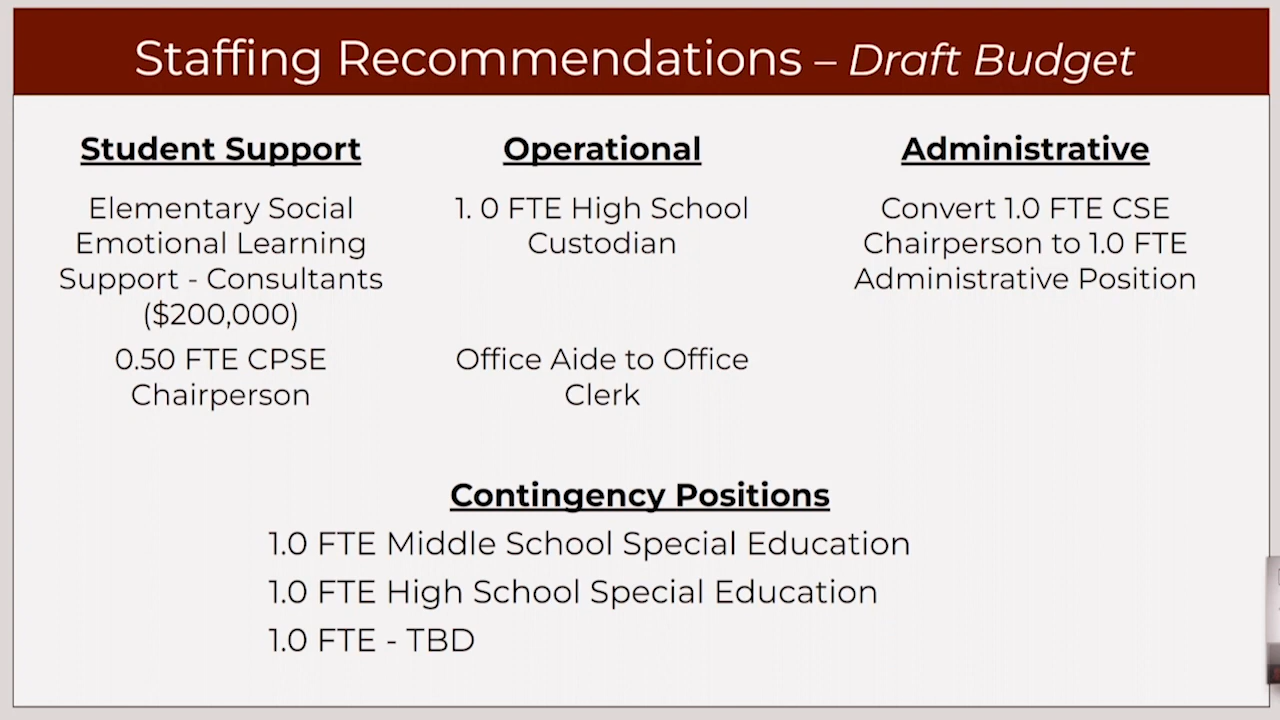 Staffing Recommendations – Draft Budget
Student Support
Elementary Social
Emotional Learning
Support - Consultants
($200,000)
0.50 FTE CPSE
Chairperson
Operational
1. 0 FTE High School
Custodian
Office Aide to Office
Clerk
Administrative
Convert 1.0 FTE CSE
Chairperson to 1.0 FTE
Administrative Position
Contingency Positions
1.0 FTE Middle School Special Education
1.0 FTE High School Special Education
1.0 FTE - TBD